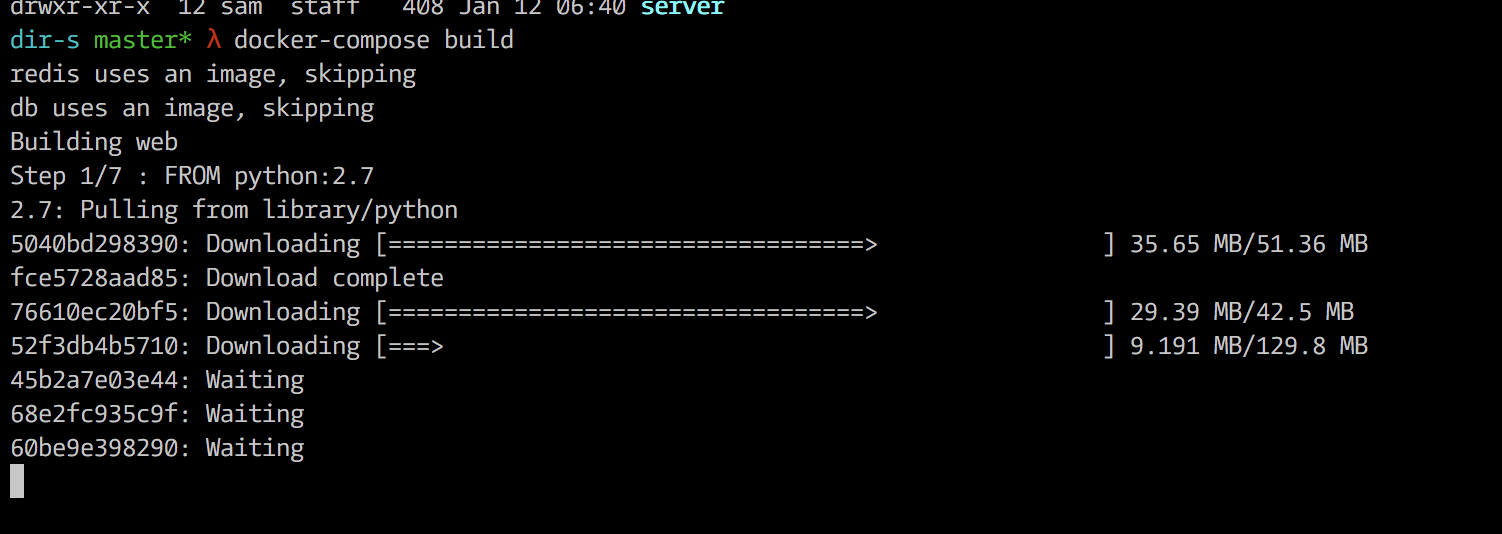 drwxr-xr-x  12 sam  staff   408 Jan 12 06:40 server
dir-s master* λ docker-compose build
redis uses an image, skipping
db uses an image, skipping
Building web
Step 1/7 : FROM python:2.7
2.7: Pulling from library/python
5040bd298390: Downloading [==================================>                ] 35.65 MB/51.36 MB
fce5728aad85: Download complete
76610ec20bf5: Downloading [==================================>                ] 29.39 MB/42.5 MB
52f3db4b5710: Downloading [===>                                               ] 9.191 MB/129.8 MB
45b2a7e03e44: Waiting
68e2fc935c9f: Waiting
60be9e398290: Waiting